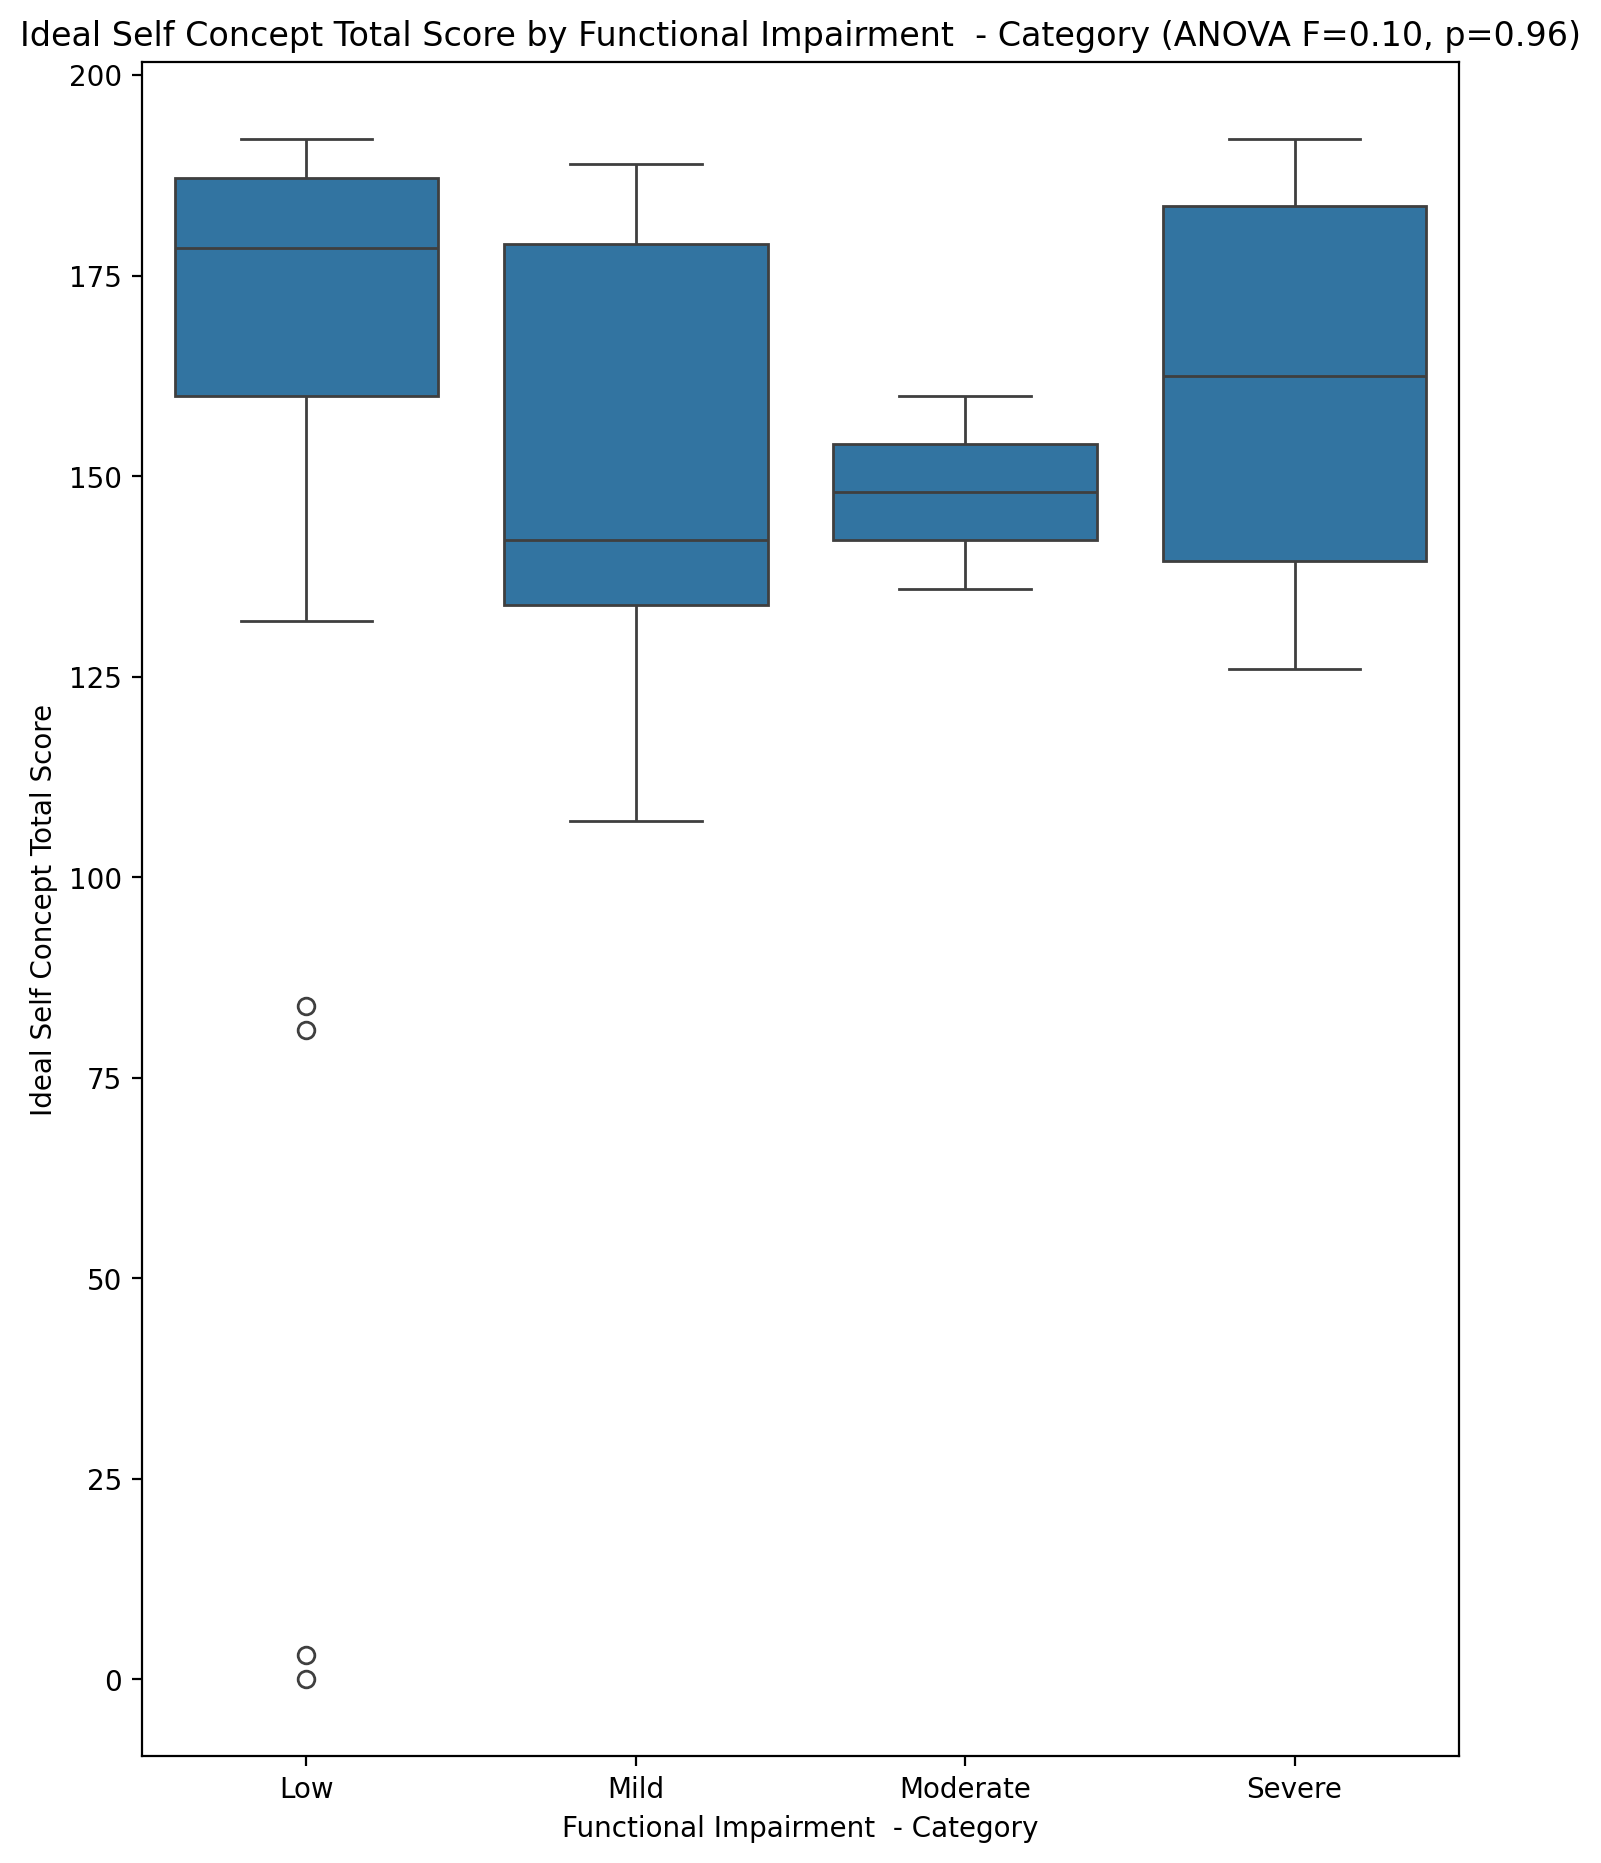 Ideal Self Concept Total Score by Functional Impairment  - Category (ANOVA F=0.10, p=0.96)
200
175
150
125
100
75
50
25
0
Ideal Self Concept Total Score
Low
Mild
Moderate
Severe
Functional Impairment  - Category